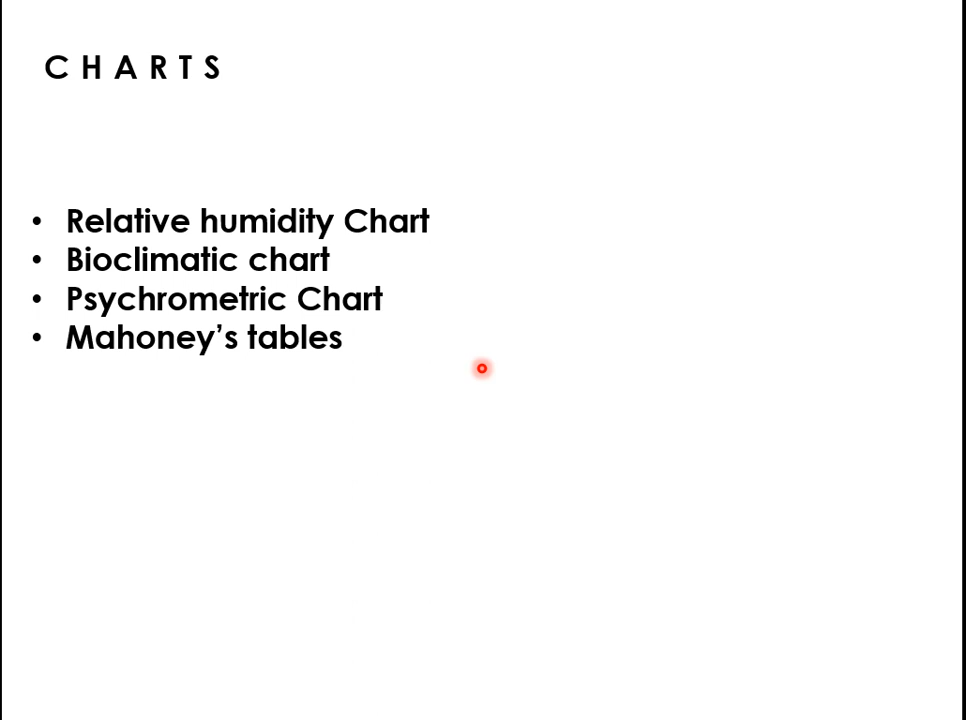 CHARTS
• Relative humidity Chart
• Bioclimatic chart
• Psychrometric Chart
• Mahoney’s tables